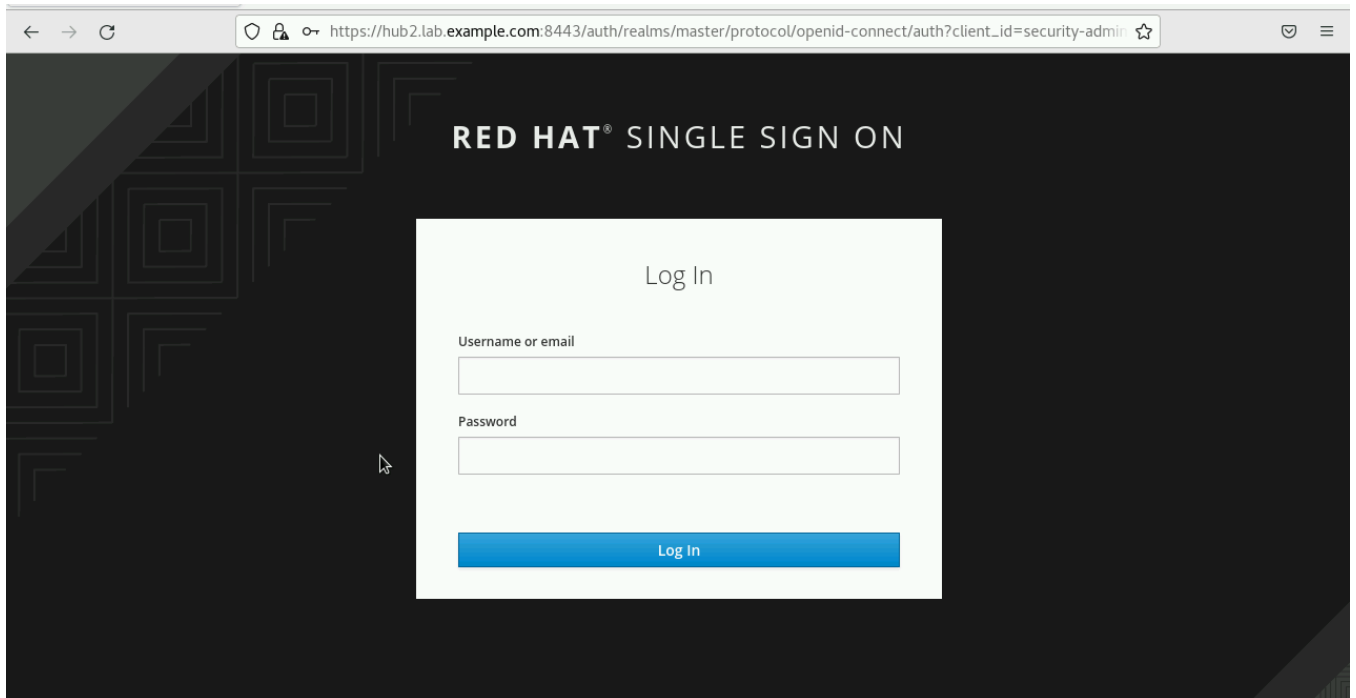 https://hub2.lab.example.com:8443/auth/realms/master/protocol/openid-connect/auth?client_id=security-admin
RED HAT® SINGLE SIGN ON
Log In
Username or email
Password
Log In